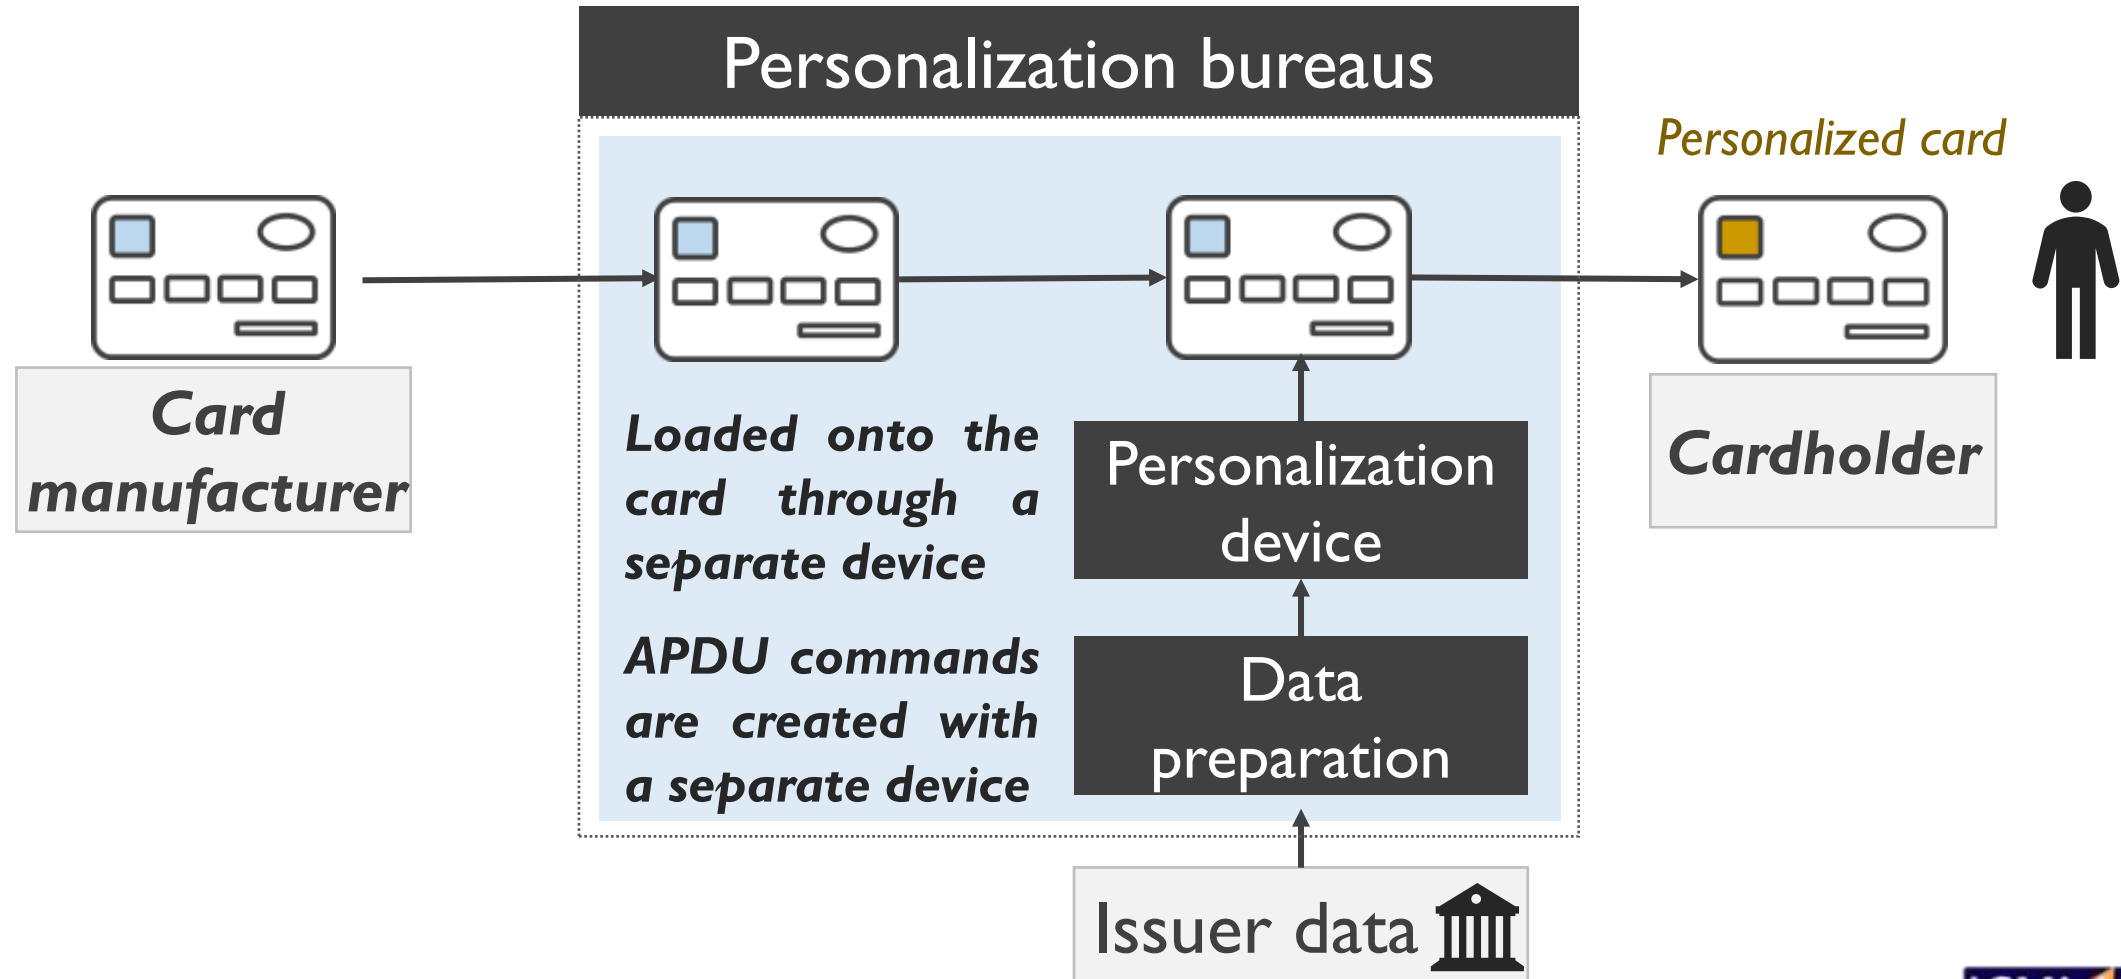 Personalization bureaus
Personalized card
Card
manufacturer
Loaded onto the
card through a
separate device
APDU commands
are created with
a separate device
Personalization
device
Data
preparation
Cardholder
Issuer data